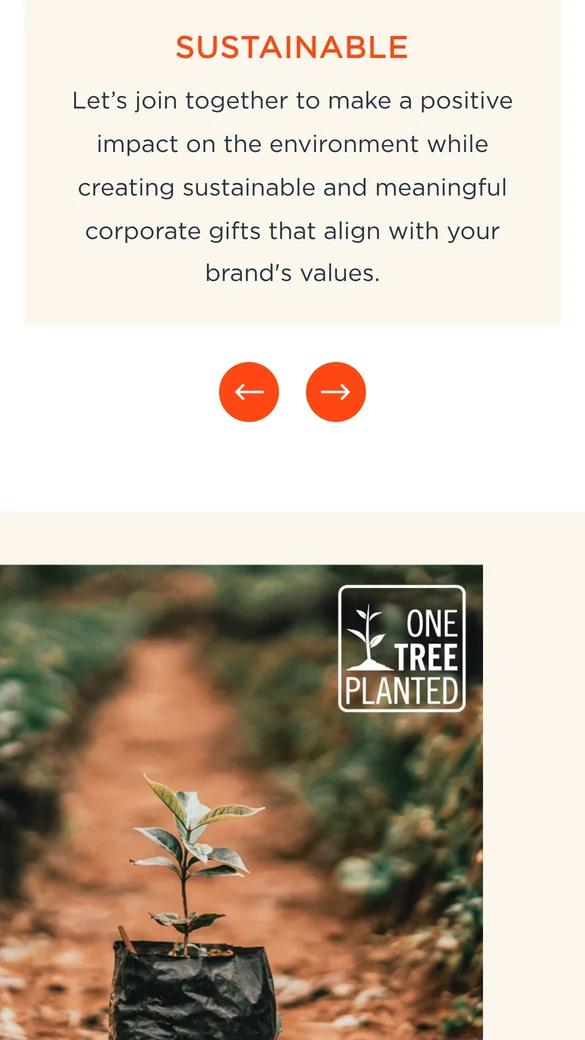 SUSTAINABLE
Let’s join together to make a positive
impact on the environment while
creating sustainable and meaningful
corporate gifts that align with your
brand's values.
ONE
TREE
PLANTED